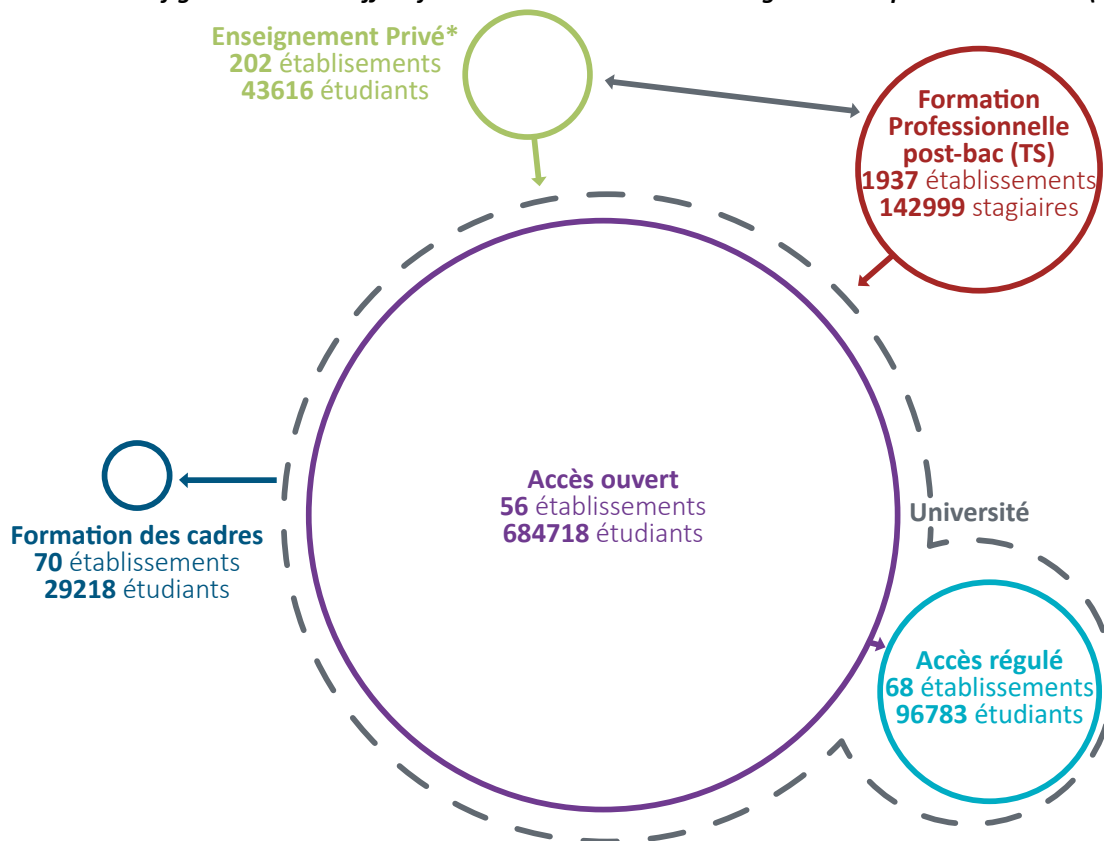 Enseignement Privé*
202 établisements
43616 étudiants
Formation
Professionnelle
post-bac (TS)
1937 établissements
142999 stagiaires
Accès ouvert
56 établissements
684718 étudiants
Université
Formation des cadres
70 établissements
29218 étudiants
Accès régulé
68 établissements
96783 étudiants